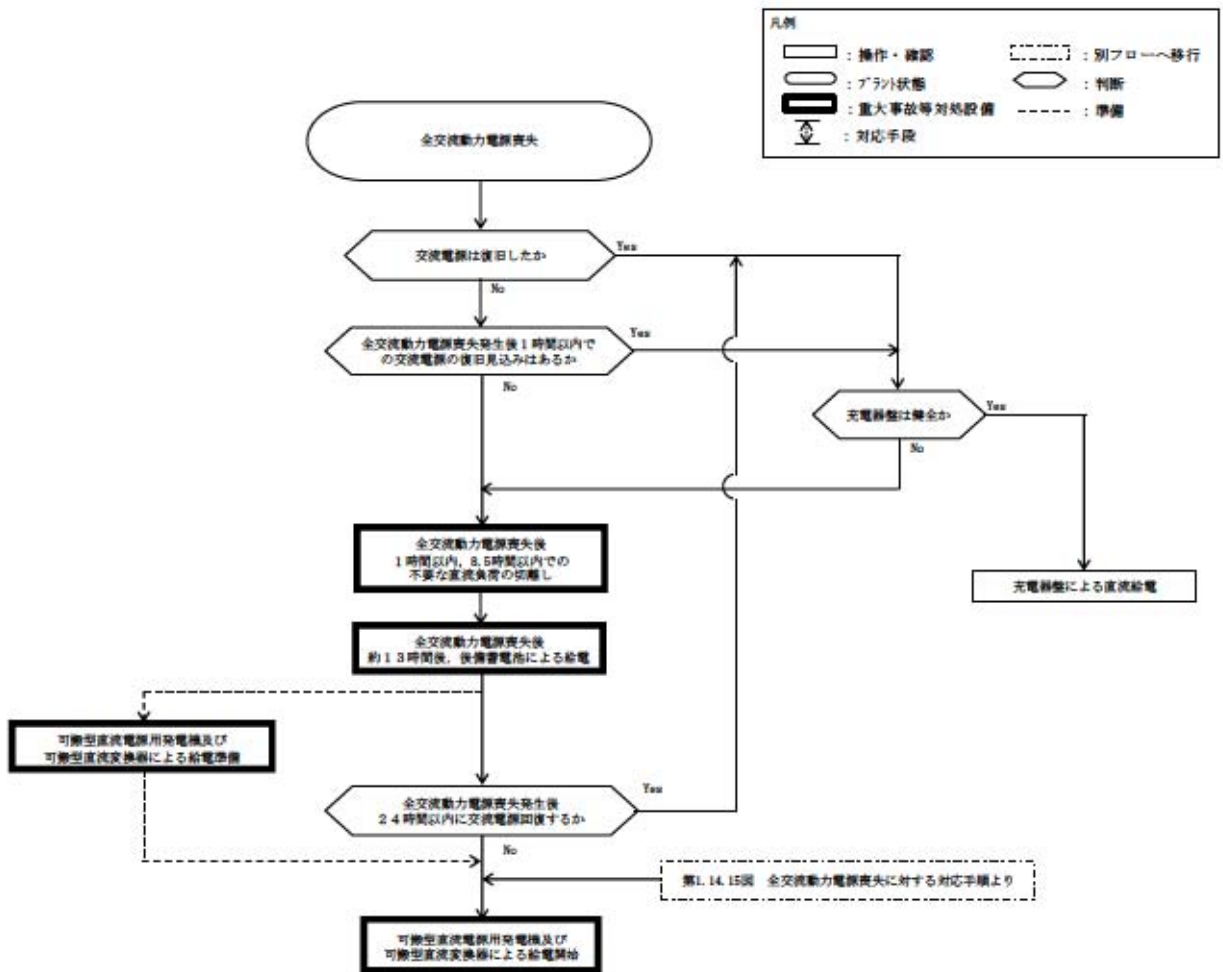 凡例
：操作・確認
：別フローへ移行
：プラント状態
：判断
：重大事故等対処設備
：準備
：対応手段
全交流動力電源喪失
交流電源は復旧したか
Yes
No
全交流動力電源喪失発生後１時間以内で
の交流電源の復旧見込みはあるか
Yes
No
充電器盤は健全か
Yes
No
全交流動力電源喪失後
１時間以内，8.5時間以内での
不要な直流負荷の切離し
充電器盤による直流給電
全交流動力電源喪失後
約１３時間後，後備蓄電池による給電
可搬型直流電源用発電機及び
可搬型直流変換器による給電準備
全交流動力電源喪失発生後
２４時間以内に交流電源回復するか
Yes
No
第1.14.15図　全交流動力電源喪失に対する対応手順より
可搬型直流電源用発電機及び
可搬型直流変換器による給電開始